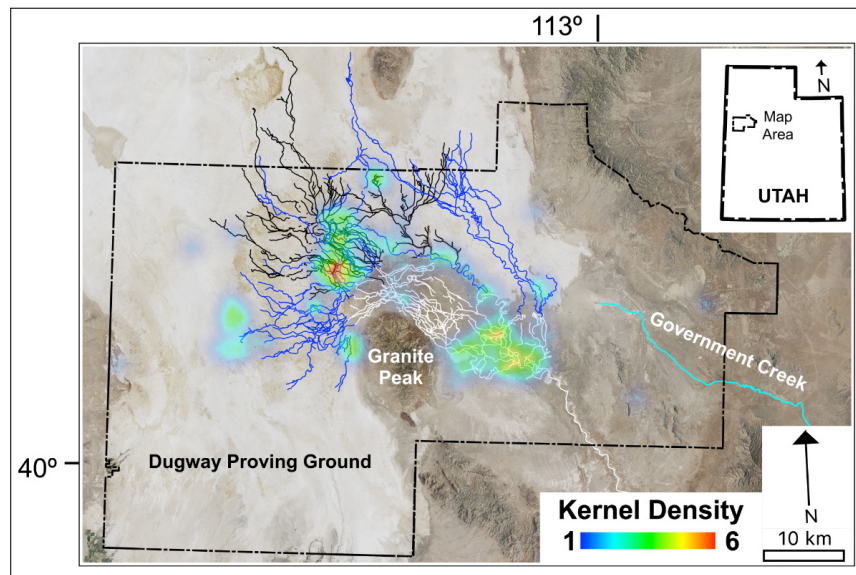 113º
N
Map
Area
UTAH
Government Creek
Granite
Peak
40º
Dugway Proving Ground
Kernel Density
1 6
N
10 km